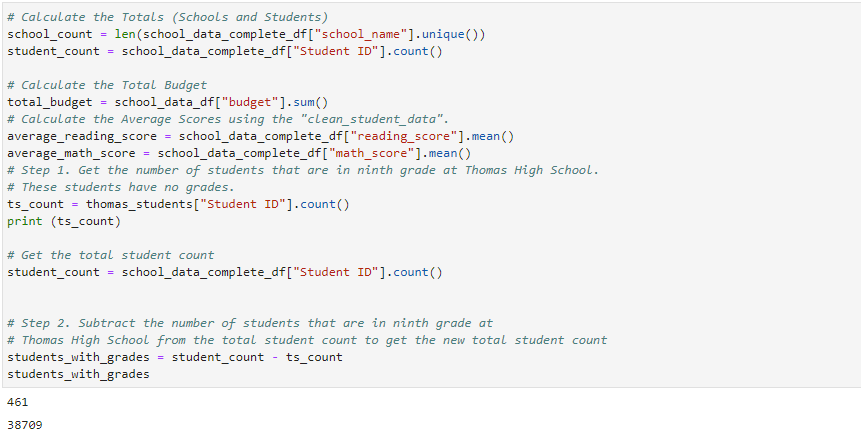 # Calculate the Totals (Schools and Students)
school_count = len(school_data_complete_df["school_name"].unique())
student_count = school_data_complete_df["Student ID"].count()
# Calculate the Total Budget
total_budget = school_data_df["budget"].sum()
# Calculate the Average Scores using the "clean_student_data".
average_reading_score = school_data_complete_df["reading_score"].mean()
average_math_score = school_data_complete_df["math_score"].mean()
# Step 1. Get the number of students that are in ninth grade at Thomas High School.
# These students have no grades.
ts_count = thomas_students["Student ID"].count()
print (ts_count)
# Get the total student count
student_count = school_data_complete_df["Student ID"].count()
# Step 2. Subtract the number of students that are in ninth grade at
# Thomas High School from the total student count to get the new total student count
students_with_grades = student_count - ts_count
students_with_grades
461
38709